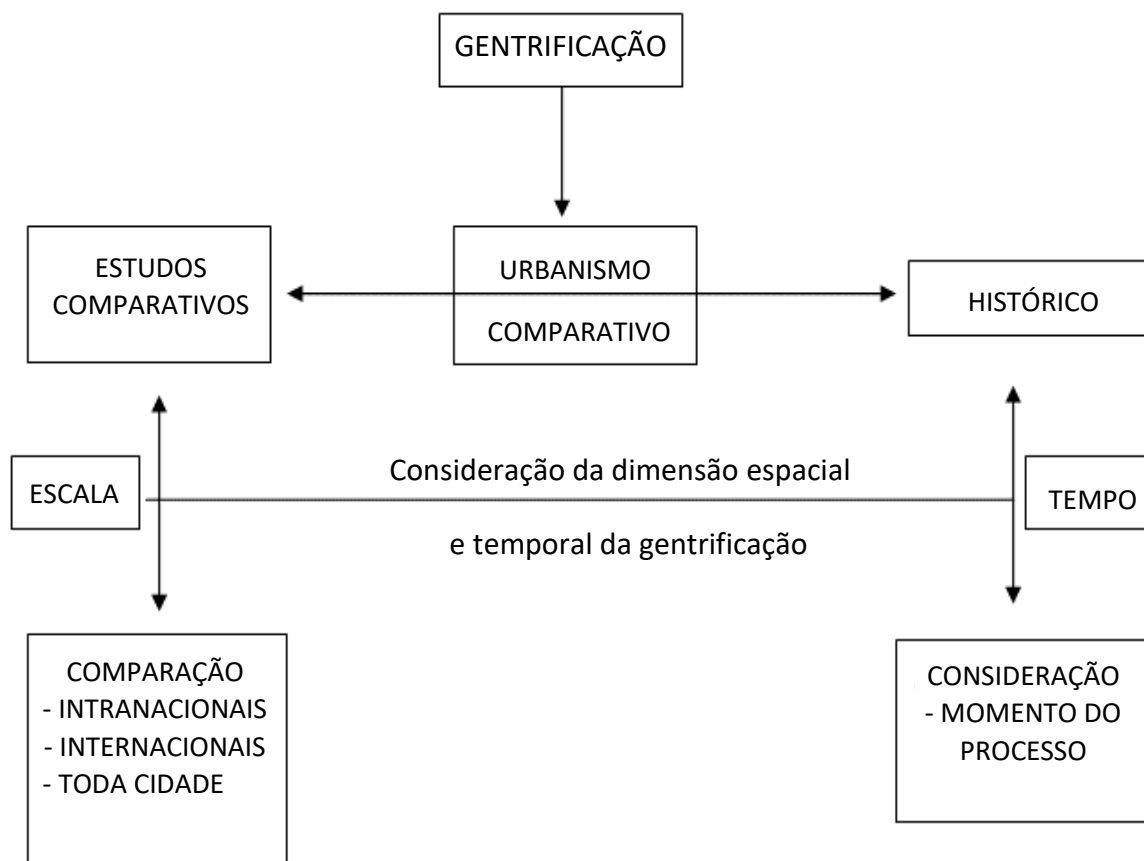 GENTRIFICAÇÃO
ESTUDOS
COMPARATIVOS
URBANISMO
COMPARATIVO
HISTÓRICO
ESCALA
Consideração da dimensão espacial
e temporal da gentrificação
TEMPO
COMPARAÇÃO
- INTRANACIONAIS
- INTERNACIONAIS
- TODA CIDADE
CONSIDERAÇÃO
- MOMENTO DO
PROCESSO